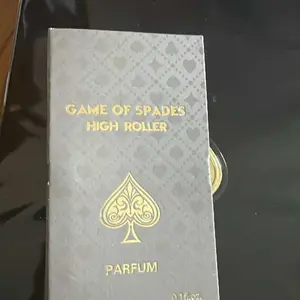 GAME OF SPADES
HIGH ROLLER
PARFUM